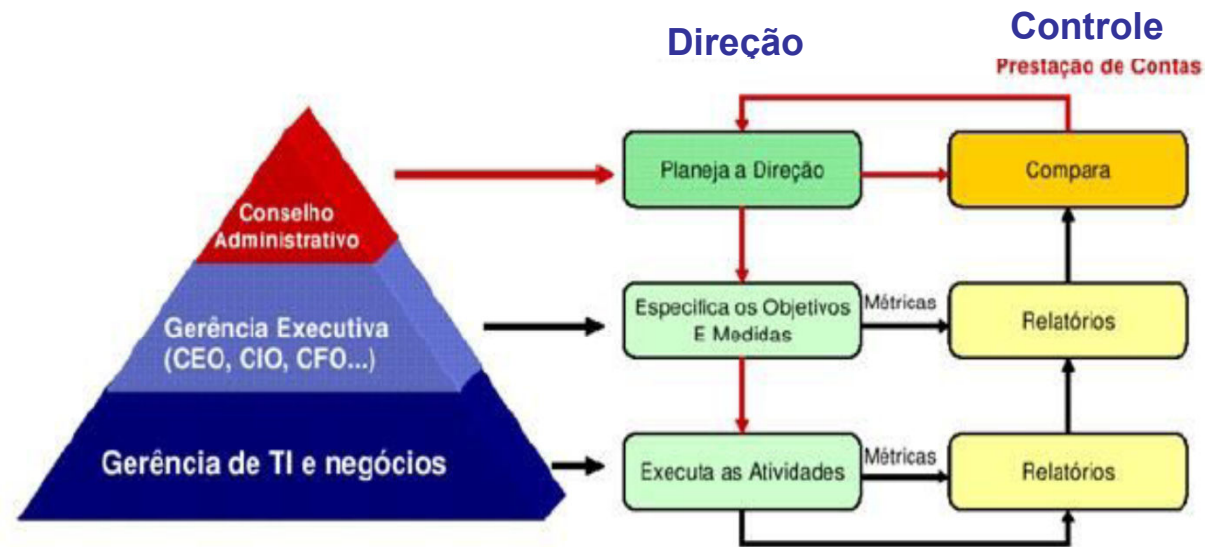 Direção
Controle
Prestação de Contas
Conselho
Administrativo
Planeja a Direção
Compara
Gerência Executiva
(CEO, CIO, CFO...)
Especifica os Objetivos
E Medidas
Métricas
Relatórios
Gerência de TI e negócios
Executa as Atividades
Métricas
Relatórios